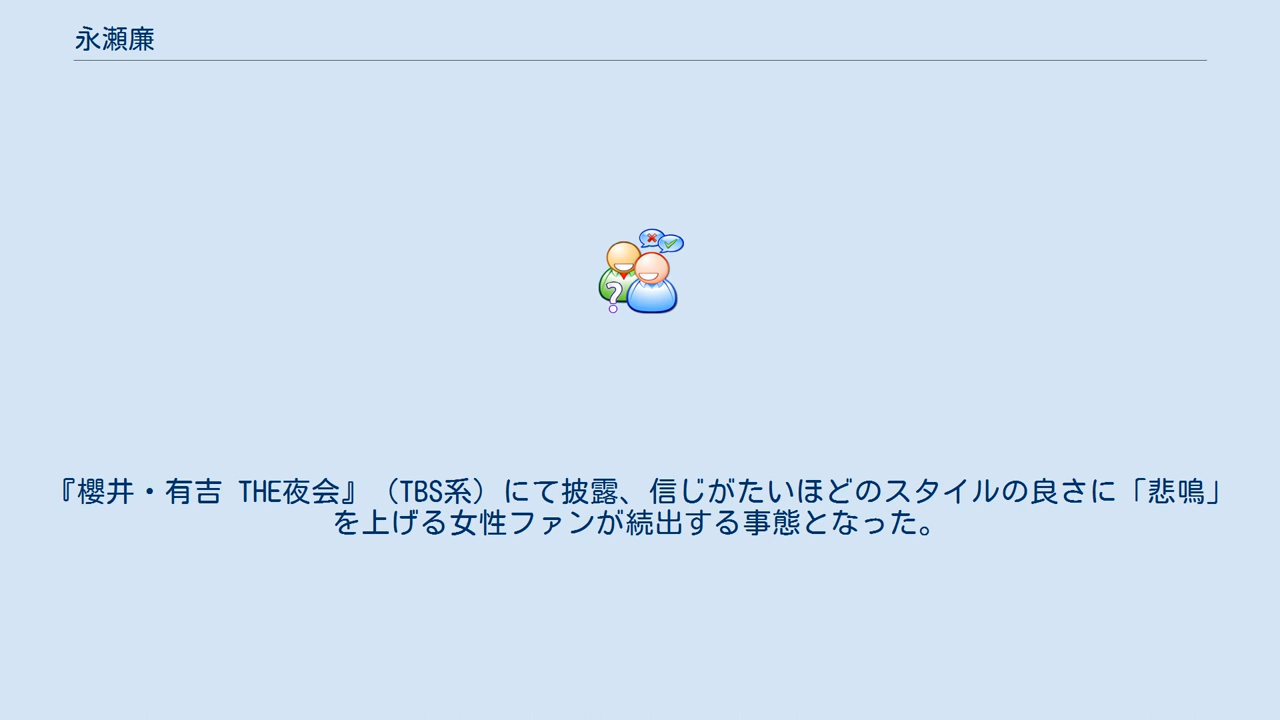 永瀬廉
『櫻井・有吉 THE夜会』（TBS系）にて披露、信じがたいほどのスタイルの良さに「悲鳴」
を上げる女性ファンが続出する事態となった。